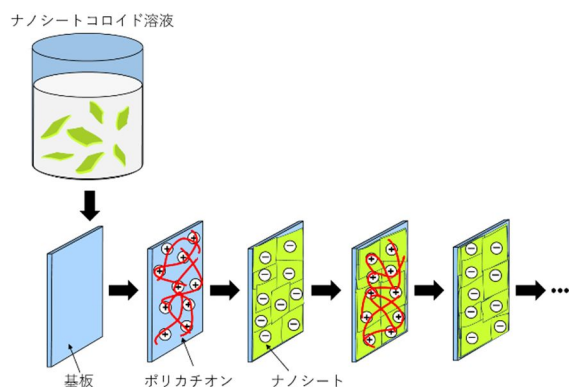 ナノシートコロイド溶液
基板
ポリカチオン
ナノシート